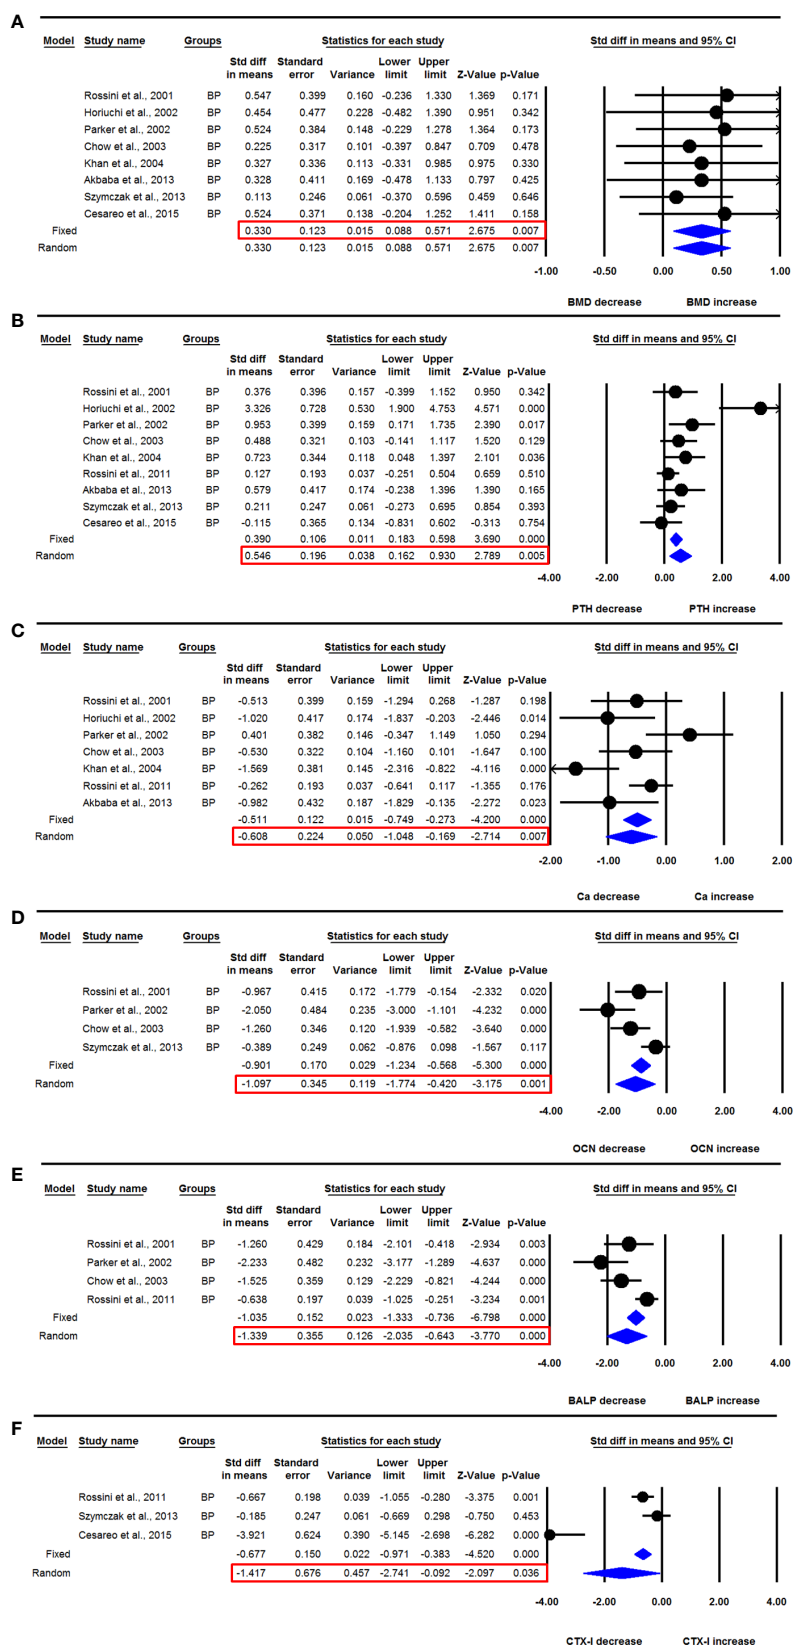 A
Model Study name Groups Statistics for each study Std diff in means and 95% CI
Std diff Standard Lower Upper
in means error Variance limit limit Z-Value p-Value
Rossini et al., 2001 BP 0.547 0.399 0.160 -0.236 1.330 1.369 0.171
Horiuchi et al., 2002 BP 0.454 0.477 0.228 -0.482 1.390 0.951 0.342
Parker et al., 2002 BP 0.524 0.384 0.148 -0.229 1.278 1.364 0.173
Chow et al., 2003 BP 0.225 0.317 0.101 -0.397 0.847 0.709 0.478
Khan et al., 2004 BP 0.327 0.336 0.113 -0.331 0.985 0.975 0.330
Akbaba et al., 2013 BP 0.328 0.411 0.169 -0.478 1.133 0.797 0.425
Szymczak et al., 2013 BP 0.113 0.246 0.061 -0.370 0.596 0.459 0.646
Cesareo et al., 2015 BP 0.524 0.371 0.138 -0.204 1.252 1.411 0.158
Fixed 0.330 0.123 0.015 0.088 0.571 2.675 0.007
Random 0.330 0.123 0.015 0.088 0.571 2.675 0.007
-1.00 -0.50 0.00 0.50 1.00
BMD decrease BMD increase
B
Model Study name Groups Statistics for each study Std diff in means and 95% CI
Std diff Standard Lower Upper
in means error Variance limit limit Z-Value p-Value
Rossini et al., 2001 BP 0.376 0.396 0.157 -0.399 1.152 0.950 0.342
Horiuchi et al., 2002 BP 3.326 0.728 0.530 1.900 4.753 4.571 0.000
Parker et al., 2002 BP 0.953 0.399 0.159 0.171 1.735 2.390 0.017
Chow et al., 2003 BP 0.488 0.321 0.103 -0.141 1.117 1.520 0.129
Khan et al., 2004 BP 0.723 0.344 0.118 0.048 1.397 2.101 0.036
Rossini et al., 2011 BP 0.127 0.193 0.037 -0.251 0.504 0.659 0.510
Akbaba et al., 2013 BP 0.579 0.417 0.174 -0.238 1.396 1.390 0.165
Szymczak et al., 2013 BP 0.211 0.247 0.061 -0.273 0.695 0.854 0.393
Cesareo et al., 2015 BP -0.115 0.365 0.134 -0.831 0.602 -0.313 0.754
Fixed 0.390 0.106 0.011 0.183 0.598 3.690 0.000
Random 0.546 0.196 0.038 0.162 0.930 2.789 0.005
-4.00 -2.00 0.00 2.00 4.00
PTH decrease PTH increase
C
Model Study name Groups Statistics for each study Std diff in means and 95% CI
Std diff Standard Lower Upper
in means error Variance limit limit Z-Value p-Value
Rossini et al., 2001 BP -0.513 0.399 0.159 -1.294 0.268 -1.287 0.198
Horiuchi et al., 2002 BP -1.020 0.417 0.174 -1.837 -0.203 -2.446 0.014
Parker et al., 2002 BP 0.401 0.382 0.146 -0.347 1.149 1.050 0.294
Chow et al., 2003 BP -0.530 0.322 0.104 -1.160 0.101 -1.647 0.100
Khan et al., 2004 BP -1.569 0.381 0.145 -2.316 -0.822 -4.116 0.000
Rossini et al., 2011 BP -0.262 0.193 0.037 -0.641 0.117 -1.355 0.176
Akbaba et al., 2013 BP -0.982 0.432 0.187 -1.829 -0.135 -2.272 0.023
Fixed -0.511 0.122 0.015 -0.749 -0.273 -4.200 0.000
Random -0.608 0.224 0.050 -1.048 -0.169 -2.714 0.007
-2.00 -1.00 0.00 1.00 2.00
Ca decrease Ca increase
D
Model Study name Groups Statistics for each study Std diff in means and 95% CI
Std diff Standard Lower Upper
in means error Variance limit limit Z-Value p-Value
Rossini et al., 2001 BP -0.967 0.415 0.172 -1.779 -0.154 -2.332 0.020
Parker et al., 2002 BP -2.050 0.484 0.235 -3.000 -1.101 -4.232 0.000
Chow et al., 2003 BP -1.260 0.346 0.120 -1.939 -0.582 -3.640 0.000
Szymczak et al., 2013 BP -0.389 0.249 0.062 -0.876 0.098 -1.567 0.117
Fixed -0.901 0.170 0.029 -1.234 -0.568 -5.300 0.000
Random -1.097 0.345 0.119 -1.774 -0.420 -3.175 0.001
-4.00 -2.00 0.00 2.00 4.00
OCN decrease OCN increase
E
Model Study name Groups Statistics for each study Std diff in means and 95% CI
Std diff Standard Lower Upper
in means error Variance limit limit Z-Value p-Value
Rossini et al., 2001 BP -1.260 0.429 0.184 -2.101 -0.418 -2.934 0.003
Parker et al., 2002 BP -2.233 0.482 0.232 -3.177 -1.289 -4.637 0.000
Chow et al., 2003 BP -1.525 0.359 0.129 -2.229 -0.821 -4.244 0.000
Rossini et al., 2011 BP -0.638 0.197 0.039 -1.025 -0.251 -3.234 0.001
Fixed -1.035 0.152 0.023 -1.333 -0.736 -6.798 0.000
Random -1.339 0.355 0.126 -2.035 -0.643 -3.770 0.000
-4.00 -2.00 0.00 2.00 4.00
BALP decrease BALP increase
F
Model Study name Groups Statistics for each study Std diff in means and 95% CI
Std diff Standard Lower Upper
in means error Variance limit limit Z-Value p-Value
Rossini et al., 2011 BP -0.667 0.198 0.039 -1.055 -0.280 -3.375 0.001
Szymczak et al., 2013 BP -0.185 0.247 0.061 -0.669 0.298 -0.750 0.453
Cesareo et al., 2015 BP -3.921 0.624 0.390 -5.145 -2.698 -6.282 0.000
Fixed -0.677 0.150 0.022 -0.971 -0.383 -4.520 0.000
Random -1.417 0.676 0.457 -2.741 -0.092 -2.097 0.036
-4.00 -2.00 0.00 2.00 4.00
CTX-I decrease CTX-I increase